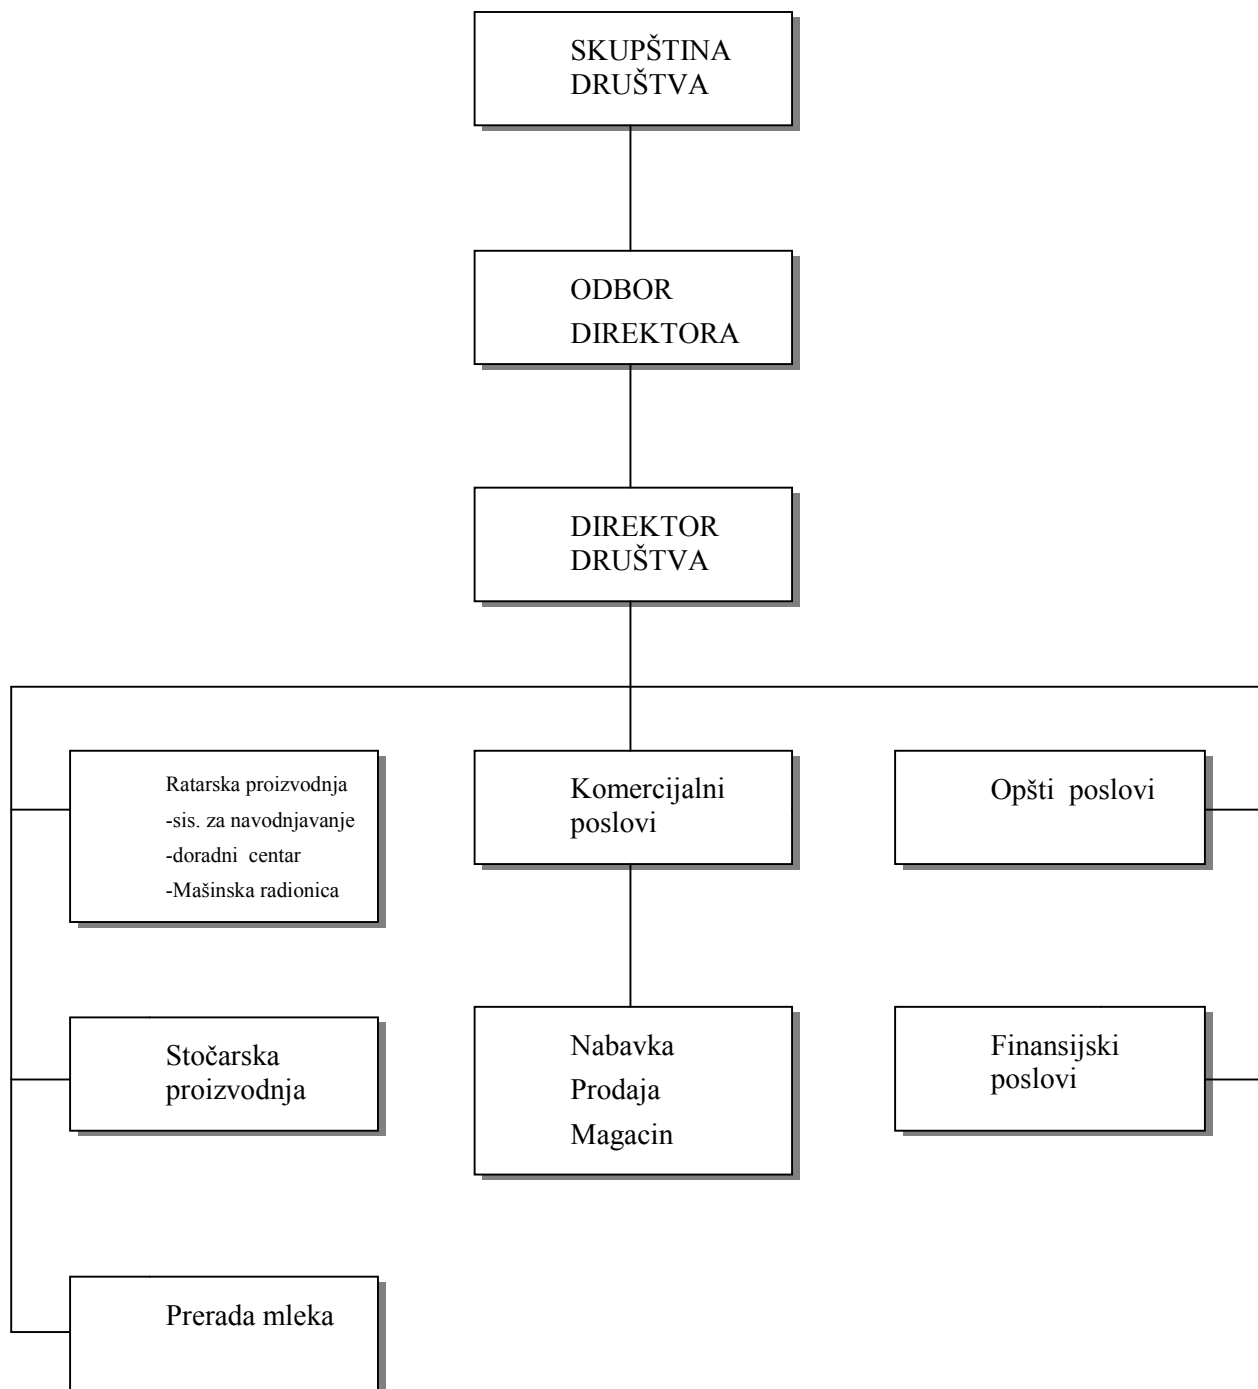 SKUPŠTINA
DRUŠTVA
ODBOR
DIREKTORA
DIREKTOR
DRUŠTVA
Ratarska proizvodnja
-sis. za navodnjavanje
-doradni  centar
-Mašinska radionica
Komercijalni
poslovi
Opšti  poslovi
Stočarska
proizvodnja
Nabavka
Prodaja
Magacin
Finansijski
poslovi
Prerada mleka